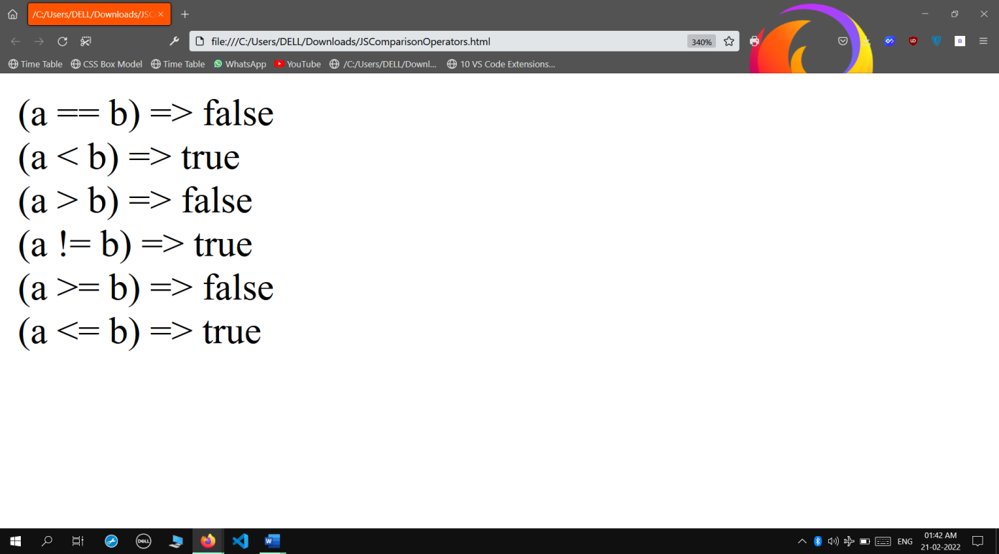 /C:/Users/DELL/Downloads/JSC
file:///C:/Users/DELL/Downloads/JSComparisonOperators.html 340%
Time Table CSS Box Model Time Table WhatsApp YouTube /C:/Users/DELL/Downl... 10 VS Code Extensions...
(a == b) => false
(a < b) => true
(a > b) => false
(a != b) => true
(a >= b) => false
(a <= b) => true
DELL W ENG 01:42 AM
21-02-2022